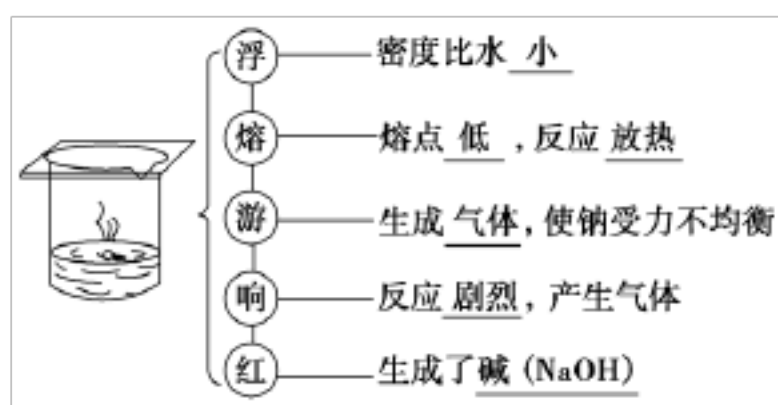 浮 密度比水 小
熔 熔点 低 ，反应 放热
游 生成 气体，使钠受力不均衡
响 反应 剧烈，产生气体
红 生成了碱 (NaOH)